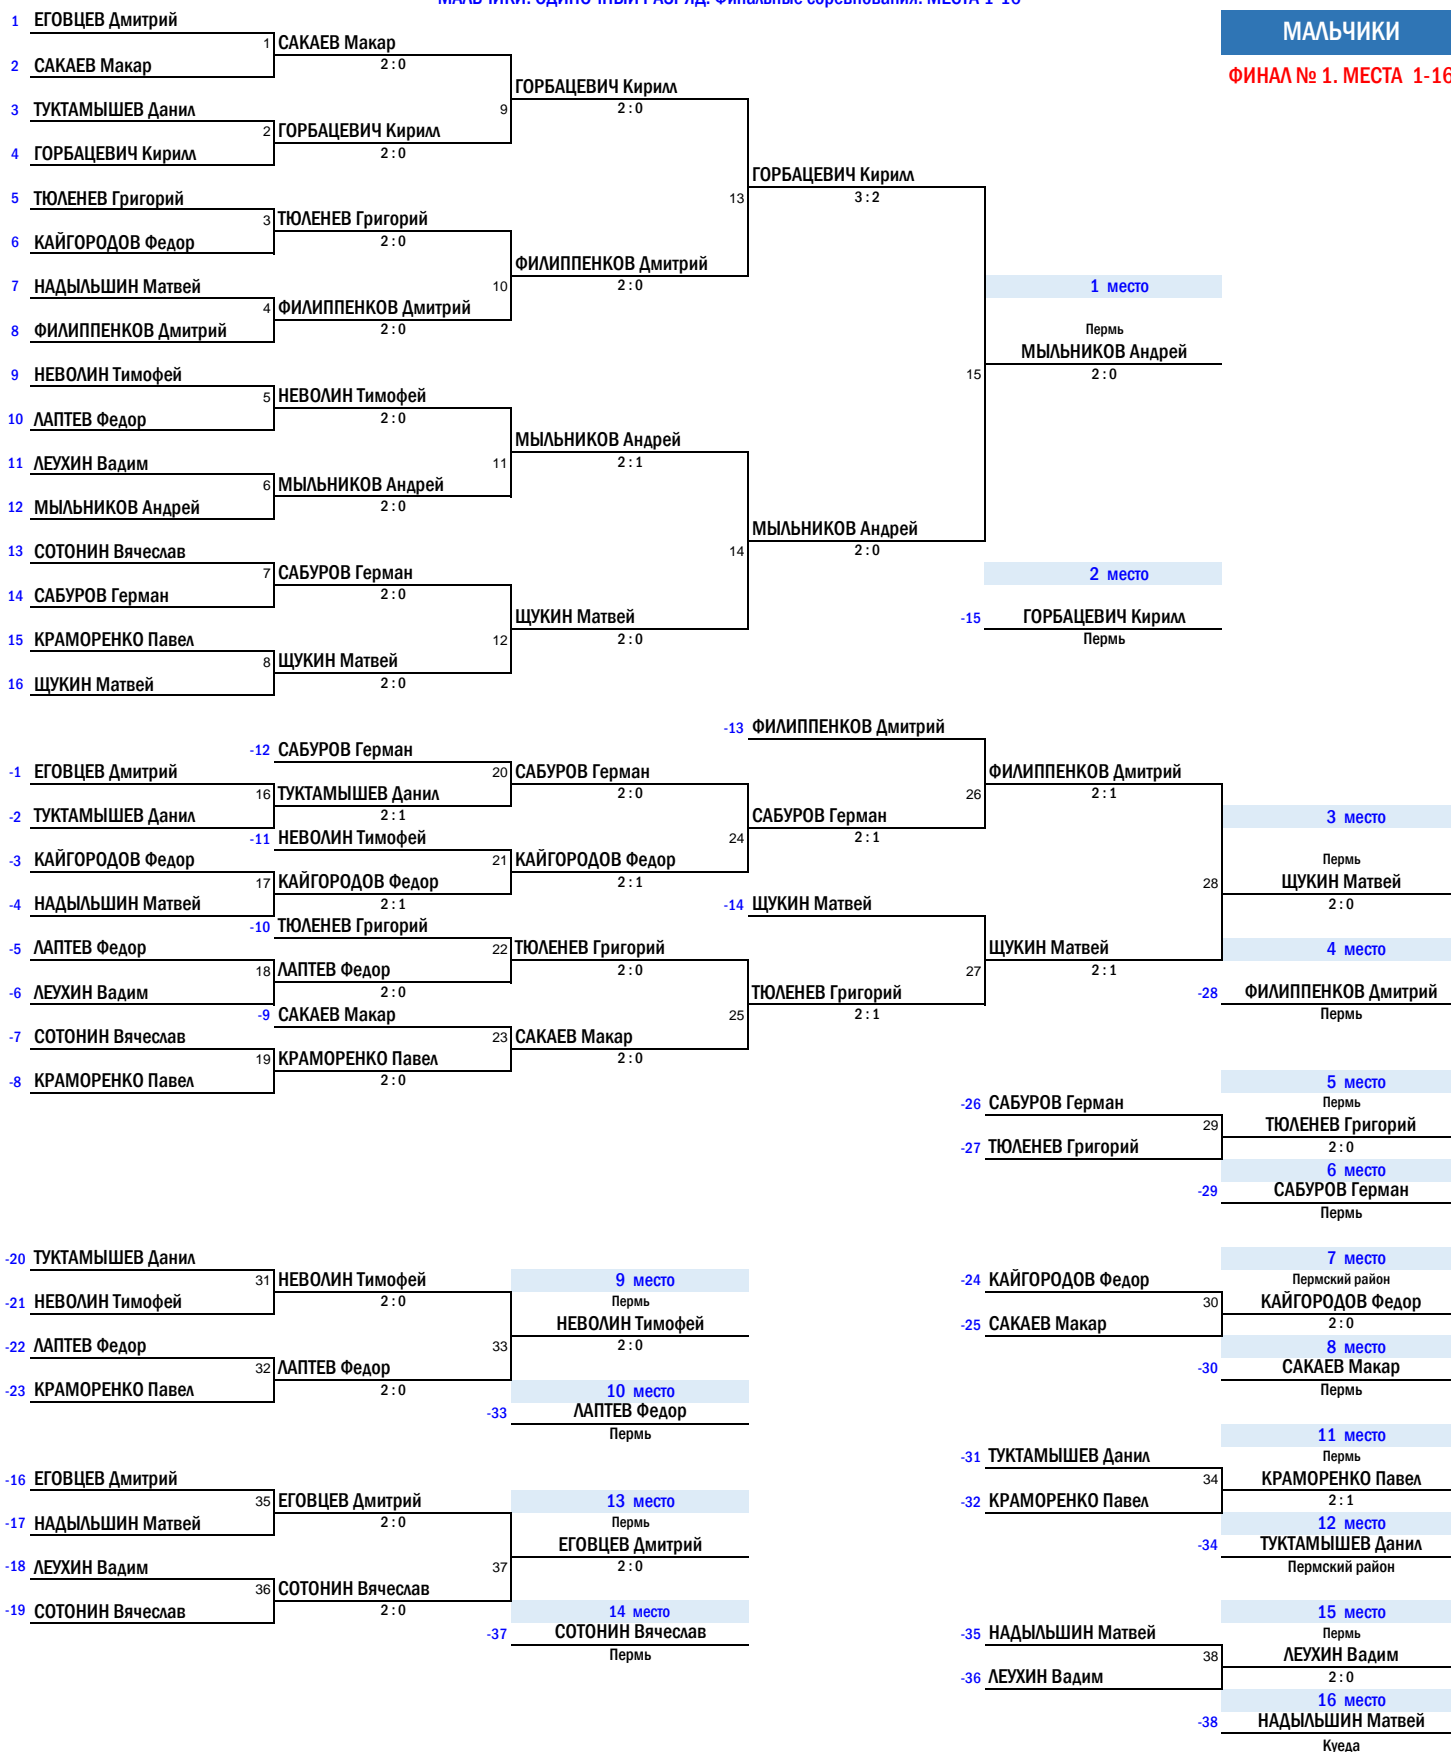 МАЛЬЧИКИ. ОДИНОЧНЫЙ РАЗРЯД. Финальные соревнования. МЕСТА 1-16
МАЛЬЧИКИ
ФИНАЛ № 1. МЕСТА 1-16
1 ЕГОВЦЕВ Дмитрий
1 САКАЕВ Макар
2 САКАЕВ Макар
2:0
ГОРБАЦЕВИЧ Кирилл
3 ТУКТАМЫШЕВ Данил
9
2:0
2 ГОРБАЦЕВИЧ Кирилл
4 ГОРБАЦЕВИЧ Кирилл
2:0
ГОРБАЦЕВИЧ Кирилл
5 ТЮЛЕНЕВ Григорий
13
3:2
3 ТЮЛЕНЕВ Григорий
6 КАЙГОРОДОВ Федор
2:0
ФИЛИППЕНКОВ Дмитрий
7 НАДЫЛЬШИН Матвей
10
2:0
1 место
4 ФИЛИППЕНКОВ Дмитрий
8 ФИЛИППЕНКОВ Дмитрий
2:0
Пермь
МЫЛЬНИКОВ Андрей
9 НЕВОЛИН Тимофей
15
2:0
5 НЕВОЛИН Тимофей
10 ЛАПТЕВ Федор
2:0
МЫЛЬНИКОВ Андрей
11 ЛЕУХИН Вадим
11
2:1
6 МЫЛЬНИКОВ Андрей
12 МЫЛЬНИКОВ Андрей
2:0
МЫЛЬНИКОВ Андрей
13 СОТОНИН Вячеслав
14
2:0
7 САБУРОВ Герман
2 место
14 САБУРОВ Герман
2:0
ЩУКИН Матвей
-15 ГОРБАЦЕВИЧ Кирилл
15 КРАМОРЕНКО Павел
12
2:0
Пермь
8 ЩУКИН Матвей
16 ЩУКИН Матвей
2:0
-13 ФИЛИППЕНКОВ Дмитрий
-12 САБУРОВ Герман
-1 ЕГОВЦЕВ Дмитрий
20 САБУРОВ Герман
ФИЛИППЕНКОВ Дмитрий
16 ТУКТАМЫШЕВ Данил
2:0
26
2:1
-2 ТУКТАМЫШЕВ Данил
2:1
САБУРОВ Герман
3 место
-11 НЕВОЛИН Тимофей
24
2:1
-3 КАЙГОРОДОВ Федор
21 КАЙГОРОДОВ Федор
Пермь
17 КАЙГОРОДОВ Федор
2:1
28
ЩУКИН Матвей
-4 НАДЫЛЬШИН Матвей
2:1
-14 ЩУКИН Матвей
2:0
-10 ТЮЛЕНЕВ Григорий
-5 ЛАПТЕВ Федор
22 ТЮЛЕНЕВ Григорий
ЩУКИН Матвей
4 место
18 ЛАПТЕВ Федор
2:0
27
2:1
-6 ЛЕУХИН Вадим
2:0
ТЮЛЕНЕВ Григорий
-28 ФИЛИППЕНКОВ Дмитрий
-9 САКАЕВ Макар
25
2:1
Пермь
-7 СОТОНИН Вячеслав
23 САКАЕВ Макар
19 КРАМОРЕНКО Павел
2:0
-8 КРАМОРЕНКО Павел
2:0
5 место
-26 САБУРОВ Герман
Пермь
29
ТЮЛЕНЕВ Григорий
-27 ТЮЛЕНЕВ Григорий
2:0
6 место
-29 САБУРОВ Герман
Пермь
-20 ТУКТАМЫШЕВ Данил
7 место
31 НЕВОЛИН Тимофей
9 место
-24 КАЙГОРОДОВ Федор
Пермский район
-21 НЕВОЛИН Тимофей
2:0
Пермь
30
КАЙГОРОДОВ Федор
НЕВОЛИН Тимофей
-25 САКАЕВ Макар
2:0
-22 ЛАПТЕВ Федор
33
2:0
8 место
32 ЛАПТЕВ Федор
-30 САКАЕВ Макар
-23 КРАМОРЕНКО Павел
2:0
10 место
Пермь
-33 ЛАПТЕВ Федор
Пермь
11 место
-31 ТУКТАМЫШЕВ Данил
Пермь
-16 ЕГОВЦЕВ Дмитрий
34
КРАМОРЕНКО Павел
35 ЕГОВЦЕВ Дмитрий
13 место
-32 КРАМОРЕНКО Павел
2:1
-17 НАДЫЛЬШИН Матвей
2:0
Пермь
12 место
ЕГОВЦЕВ Дмитрий
-34 ТУКТАМЫШЕВ Данил
-18 ЛЕУХИН Вадим
37
2:0
Пермский район
36 СОТОНИН Вячеслав
-19 СОТОНИН Вячеслав
2:0
14 место
15 место
-37 СОТОНИН Вячеслав
-35 НАДЫЛЬШИН Матвей
Пермь
Пермь
38
ЛЕУХИН Вадим
-36 ЛЕУХИН Вадим
2:0
16 место
-38 НАДЫЛЬШИН Матвей
Куеда